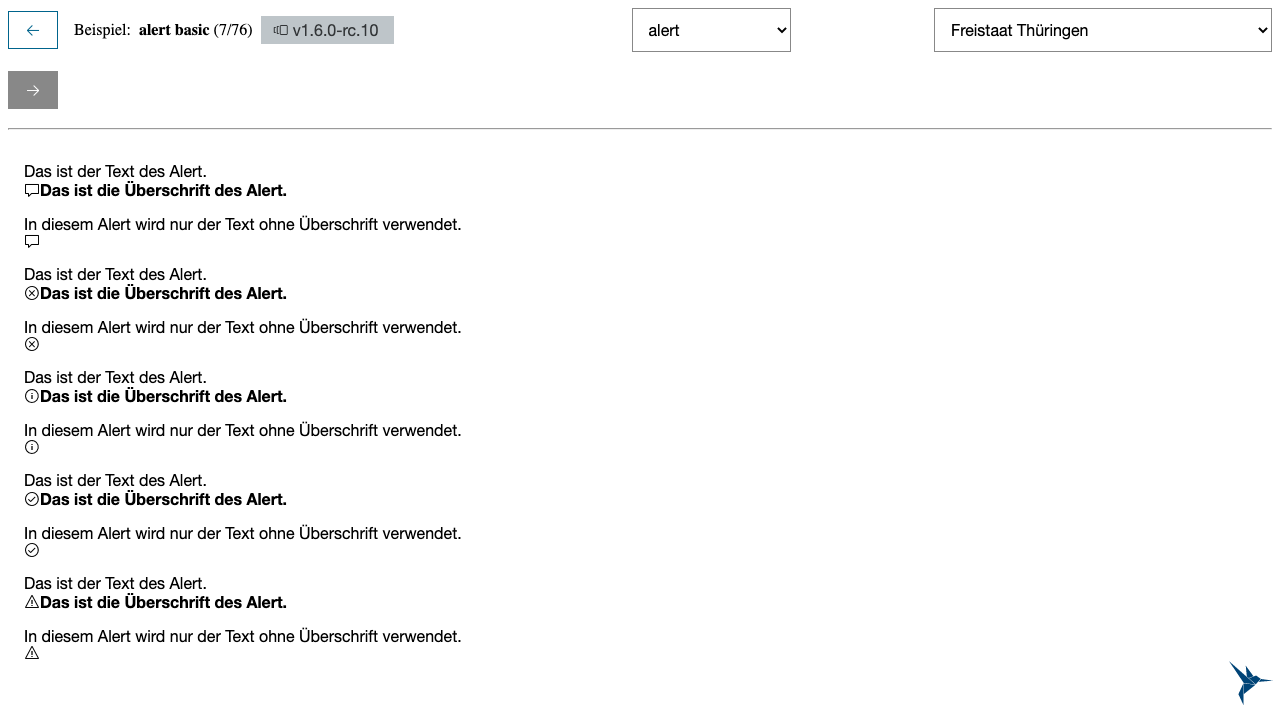 Beispiel: alert basic (7/76) v1.6.0-rc.10 alert Freistaat Thüringen
Das ist der Text des Alert.
Das ist die Überschrift des Alert.
In diesem Alert wird nur der Text ohne Überschrift verwendet.
Das ist der Text des Alert.
Das ist die Überschrift des Alert.
In diesem Alert wird nur der Text ohne Überschrift verwendet.
Das ist der Text des Alert.
Das ist die Überschrift des Alert.
In diesem Alert wird nur der Text ohne Überschrift verwendet.
Das ist der Text des Alert.
Das ist die Überschrift des Alert.
In diesem Alert wird nur der Text ohne Überschrift verwendet.
Das ist der Text des Alert.
Das ist die Überschrift des Alert.
In diesem Alert wird nur der Text ohne Überschrift verwendet.